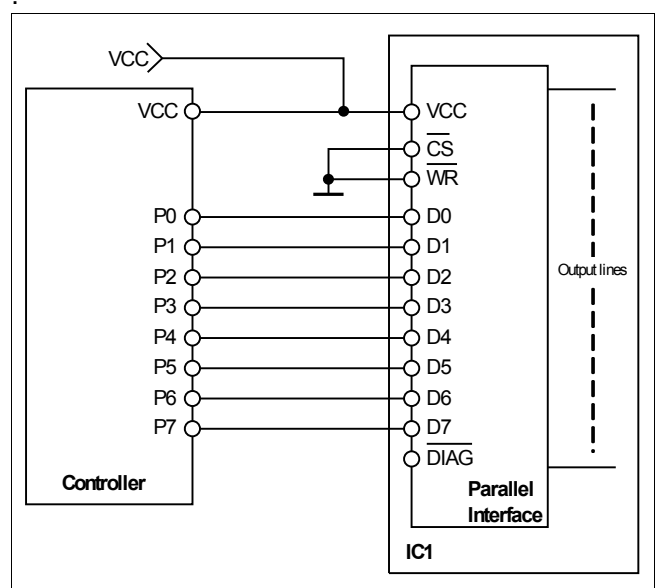 .
VCC
VCC
P0
P1
P2
P3
P4
P5
P6
P7
Controller
VCC
CS
WR
D0
D1
D2
D3
D4
D5
D6
D7
DIAG
Parallel
Interface
IC1
Output lines